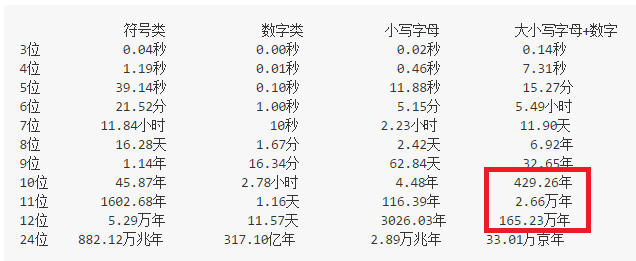 符号类 数字类 小写字母 大小写字母+数字
3位 0.04秒 0.00秒 0.02秒 0.14秒
4位 1.19秒 0.01秒 0.46秒 7.31秒
5位 39.14秒 0.10秒 11.88秒 15.27分
6位 21.52分 1.00秒 5.15分 5.49小时
7位 11.84小时 10秒 2.23小时 11.90天
8位 16.28天 1.67分 2.42天 6.92年
9位 1.14年 16.34分 62.84天 32.65年
10位 45.87年 2.78小时 4.48年 429.26年
11位 1602.68年 1.16天 116.39年 2.66万年
12位 5.29万年 11.57天 3026.03年 165.23万年
24位 882.12万兆年 317.10亿年 2.89万兆年 33.01万京年